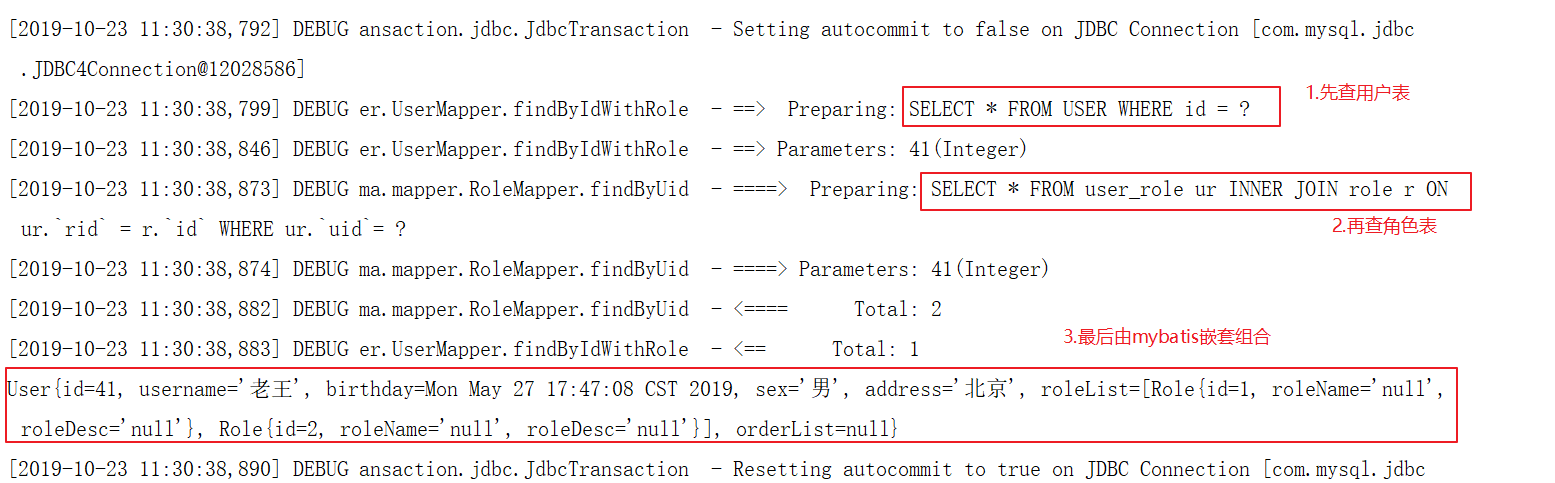 [2019-10-23 11:30:38,792] DEBUG ansaction.jdbc.JdbcTransaction  - Setting autocommit to false on JDBC Connection [com.mysql.jdbc
.JDBC4Connection@12028586]
[2019-10-23 11:30:38,799] DEBUG er.UserMapper.findByIdWithRole  - ==>  Preparing: SELECT * FROM USER WHERE id = ?
1.先查用户表
[2019-10-23 11:30:38,846] DEBUG er.UserMapper.findByIdWithRole  - ==> Parameters: 41(Integer)
[2019-10-23 11:30:38,873] DEBUG ma.mapper.RoleMapper.findByUid  - ====>  Preparing: SELECT * FROM user_role ur INNER JOIN role r ON
ur.`rid` = r.`id` WHERE ur.`uid`= ?
2.再查角色表
[2019-10-23 11:30:38,874] DEBUG ma.mapper.RoleMapper.findByUid  - ====> Parameters: 41(Integer)
[2019-10-23 11:30:38,882] DEBUG ma.mapper.RoleMapper.findByUid  - <====      Total: 2
3.最后由mybatis嵌套组合
[2019-10-23 11:30:38,883] DEBUG er.UserMapper.findByIdWithRole  - <==      Total: 1
User{id=41, username='老王', birthday=Mon May 27 17:47:08 CST 2019, sex='男', address='北京', roleList=[Role{id=1, roleName='null',
roleDesc='null'}, Role{id=2, roleName='null', roleDesc='null'}], orderList=null}
[2019-10-23 11:30:38,890] DEBUG ansaction.jdbc.JdbcTransaction  - Resetting autocommit to true on JDBC Connection [com.mysql.jdbc